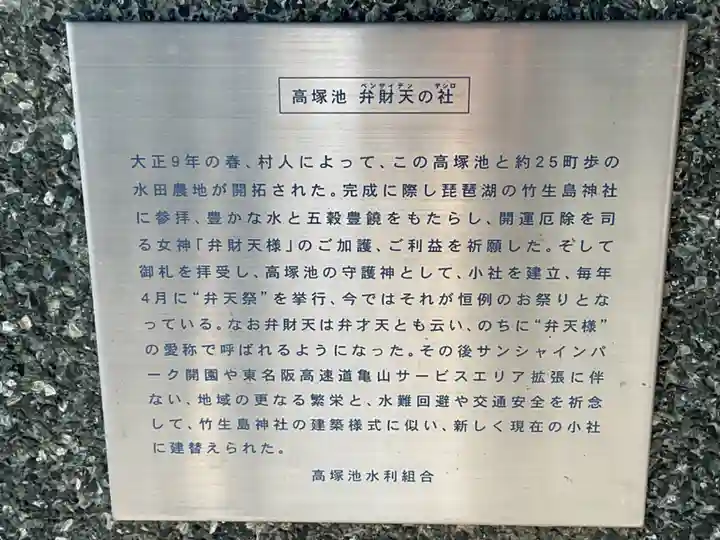 高塚池 弁財天の社
ベンザイテン ヤシロ
大正9年の春、村人によって、この高塚池と約25町歩の
水田農地が開拓された。完成に際し琵琶湖の竹生島神社
に参拝、豊かな水と五穀豊饒をもたらし、開運厄除を司
る女神「弁財天様」のご加護、ご利益を祈願した。そして
御札を拝受し、高塚池の守護神として、小社を建立、毎年
4月に“弁天祭”を挙行、今ではそれが恒例のお祭りとな
っている。なお弁財天は弁才天とも云い、のちに“弁天様”
の愛称で呼ばれるようになった。その後サンシャインパ
ーク開園や東名阪高速道亀山サービスエリア拡張に伴
ない、地域の更なる繁栄と、水難回避や交通安全を祈念
して、竹生島神社の建築様式に似い、新しく現在の小社
に建替えられた。
高塚池水利組合